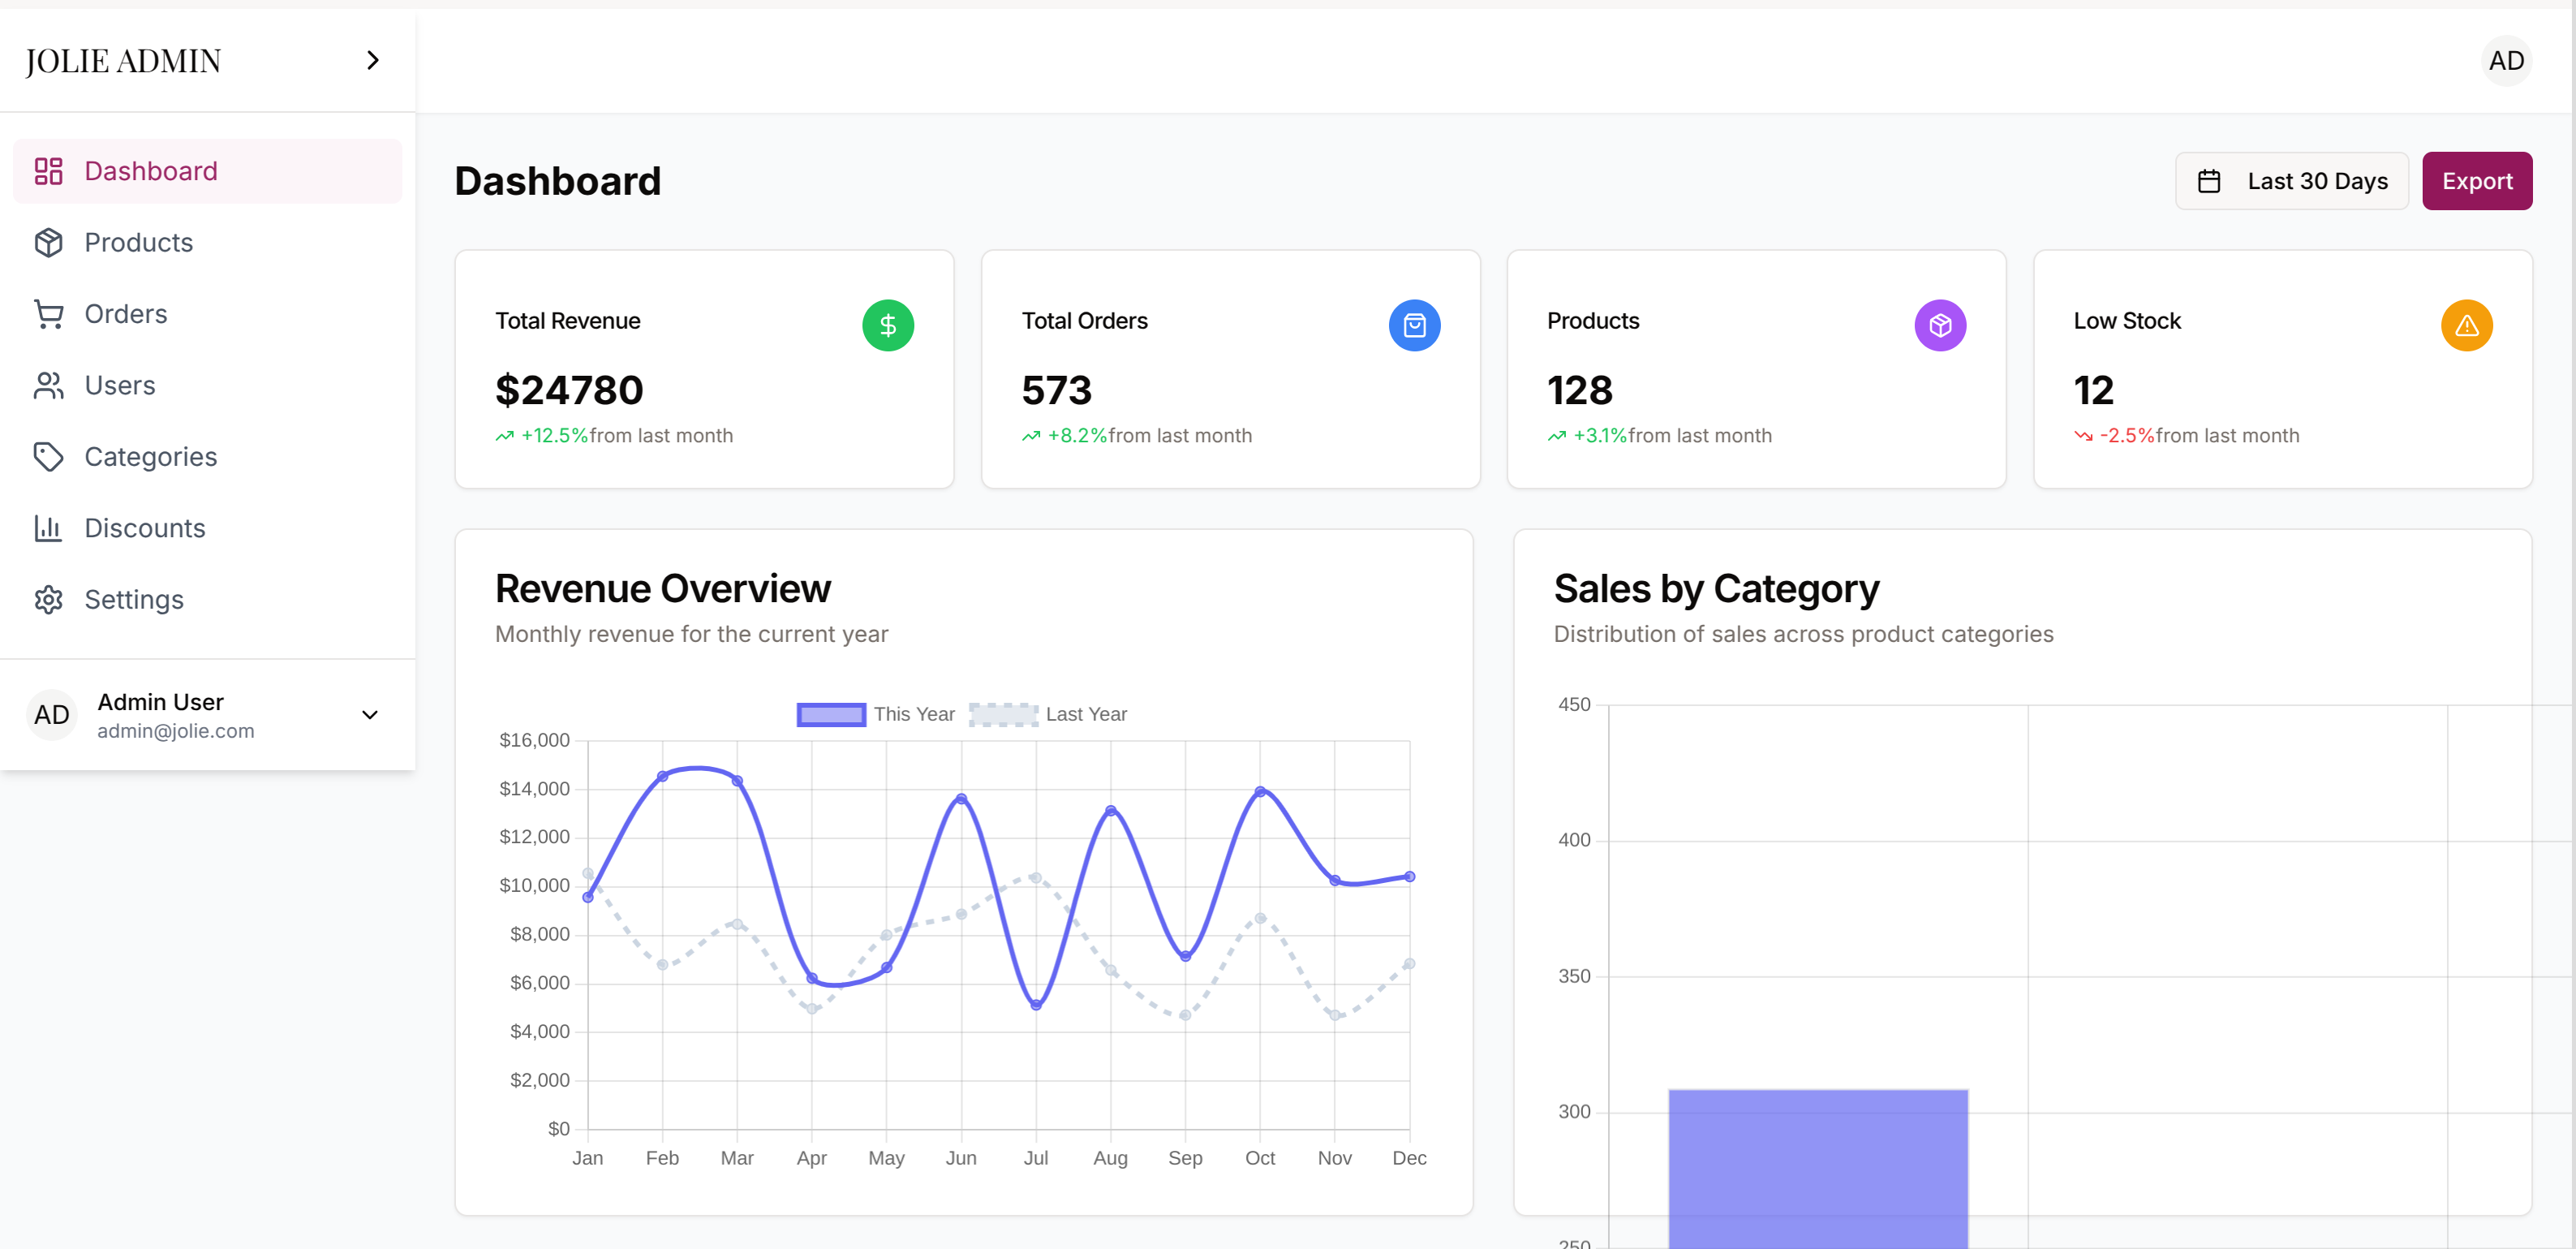 JOLIE ADMIN
AD
Dashboard
Products
Orders
Users
Categories
Discounts
Settings
AD
Admin User
admin@jolie.com
Dashboard
Last 30 Days
Export
Total Revenue
$24780
+12.5%from last month
Total Orders
573
+8.2%from last month
Products
128
+3.1%from last month
Low Stock
12
-2.5%from last month
Revenue Overview
Monthly revenue for the current year
This Year
Last Year
$16,000
$14,000
$12,000
$10,000
$8,000
$6,000
$4,000
$2,000
$0
Jan Feb Mar Apr May Jun Jul Aug Sep Oct Nov Dec
Sales by Category
Distribution of sales across product categories
450
400
350
300
250